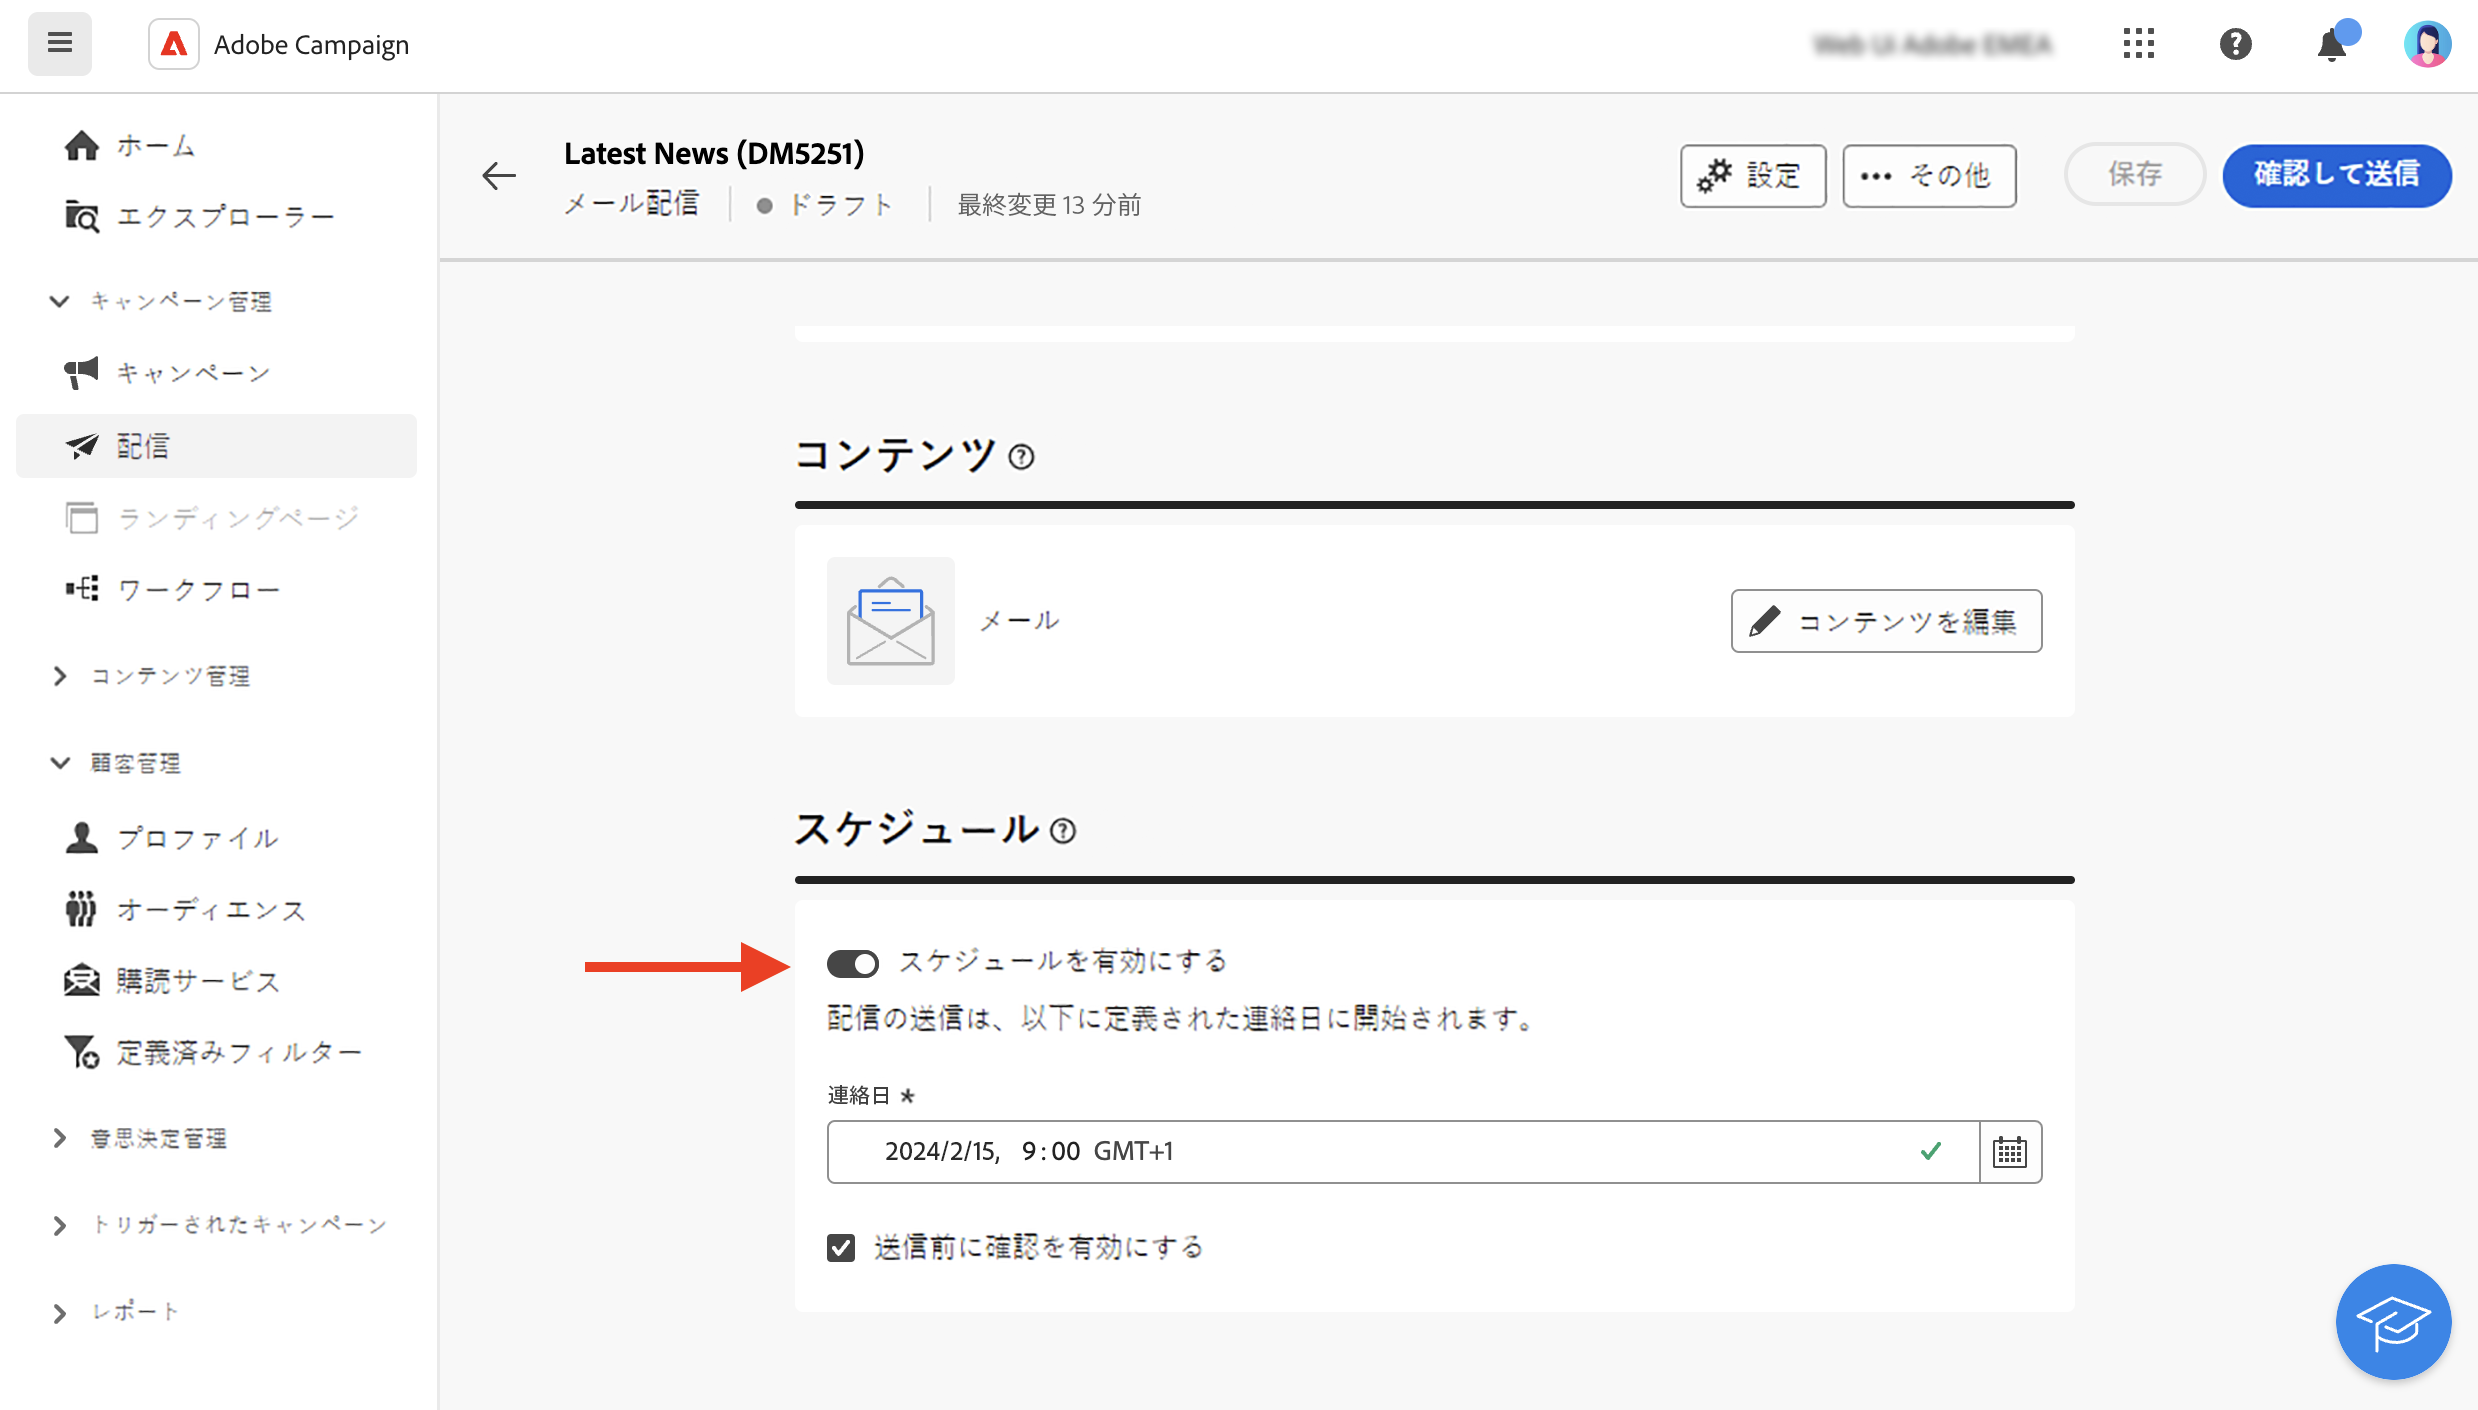 Adobe Campaign
ホーム
エクスプローラー
キャンペーン管理
キャンペーン
配信
ランディングページ
ワークフロー
コンテンツ管理
顧客管理
プロファイル
オーディエンス
購読サービス
定義済みフィルター
意思決定管理
トリガーされたキャンペーン
レポート
Latest News (DM5251)
メール配信
ドラフト
最終変更 13 分前
設定
その他
保存
確認して送信
コンテンツ
メール
コンテンツを編集
スケジュール
スケジュールを有効にする
配信の送信は、以下に定義された連絡日に開始されます。
連絡日 *
2024/2/15, 9:00 GMT+1
送信前に確認を有効にする